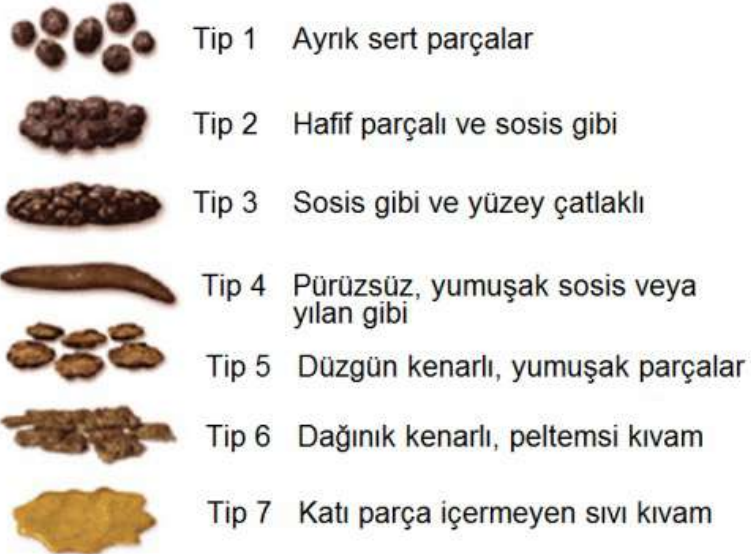 Tip 1 Ayrık sert parçalar
Tip 2 Hafif parçalı ve sosis gibi
Tip 3 Sosis gibi ve yüzey çatlaklı
Tip 4 Pürüzsüz, yumuşak sosis veya
yılan gibi
Tip 5 Düzgün kenarlı, yumuşak parçalar
Tip 6 Dağınık kenarlı, peltemsi kıvam
Tip 7 Katı parça içermeyen sıvı kıvam